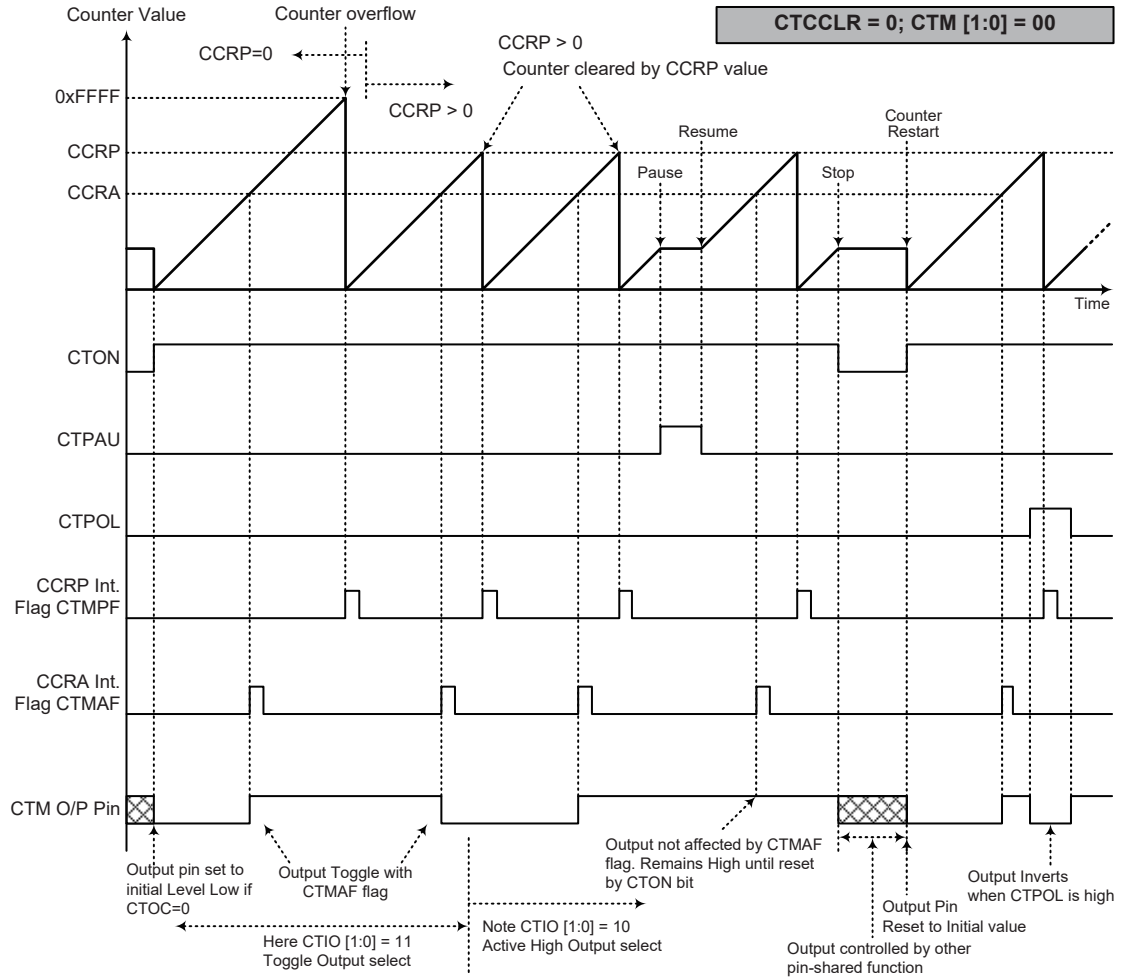 Counter Value
Counter overflow
CTCCLR = 0; CTM [1:0] = 00
CCRP=0
CCRP > 0
CCRP > 0
Counter cleared by CCRP value
0xFFFF
CCRP
CCRA
Pause
Resume
Stop
Counter
Restart
Time
CTON
CTPAU
CTPOL
CCRP Int.
Flag CTMPF
CCRA Int.
Flag CTMAF
CTM O/P Pin
Output pin set to
initial Level Low if
CTOC=0
Output Toggle with
CTMAF flag
Here CTIO [1:0] = 11
Toggle Output select
Note CTIO [1:0] = 10
Active High Output select
Output not affected by CTMAF
flag. Remains High until reset
by CTON bit
Output controlled by other
pin-shared function
Output Pin
Reset to Initial value
Output Inverts
when CTPOL is high